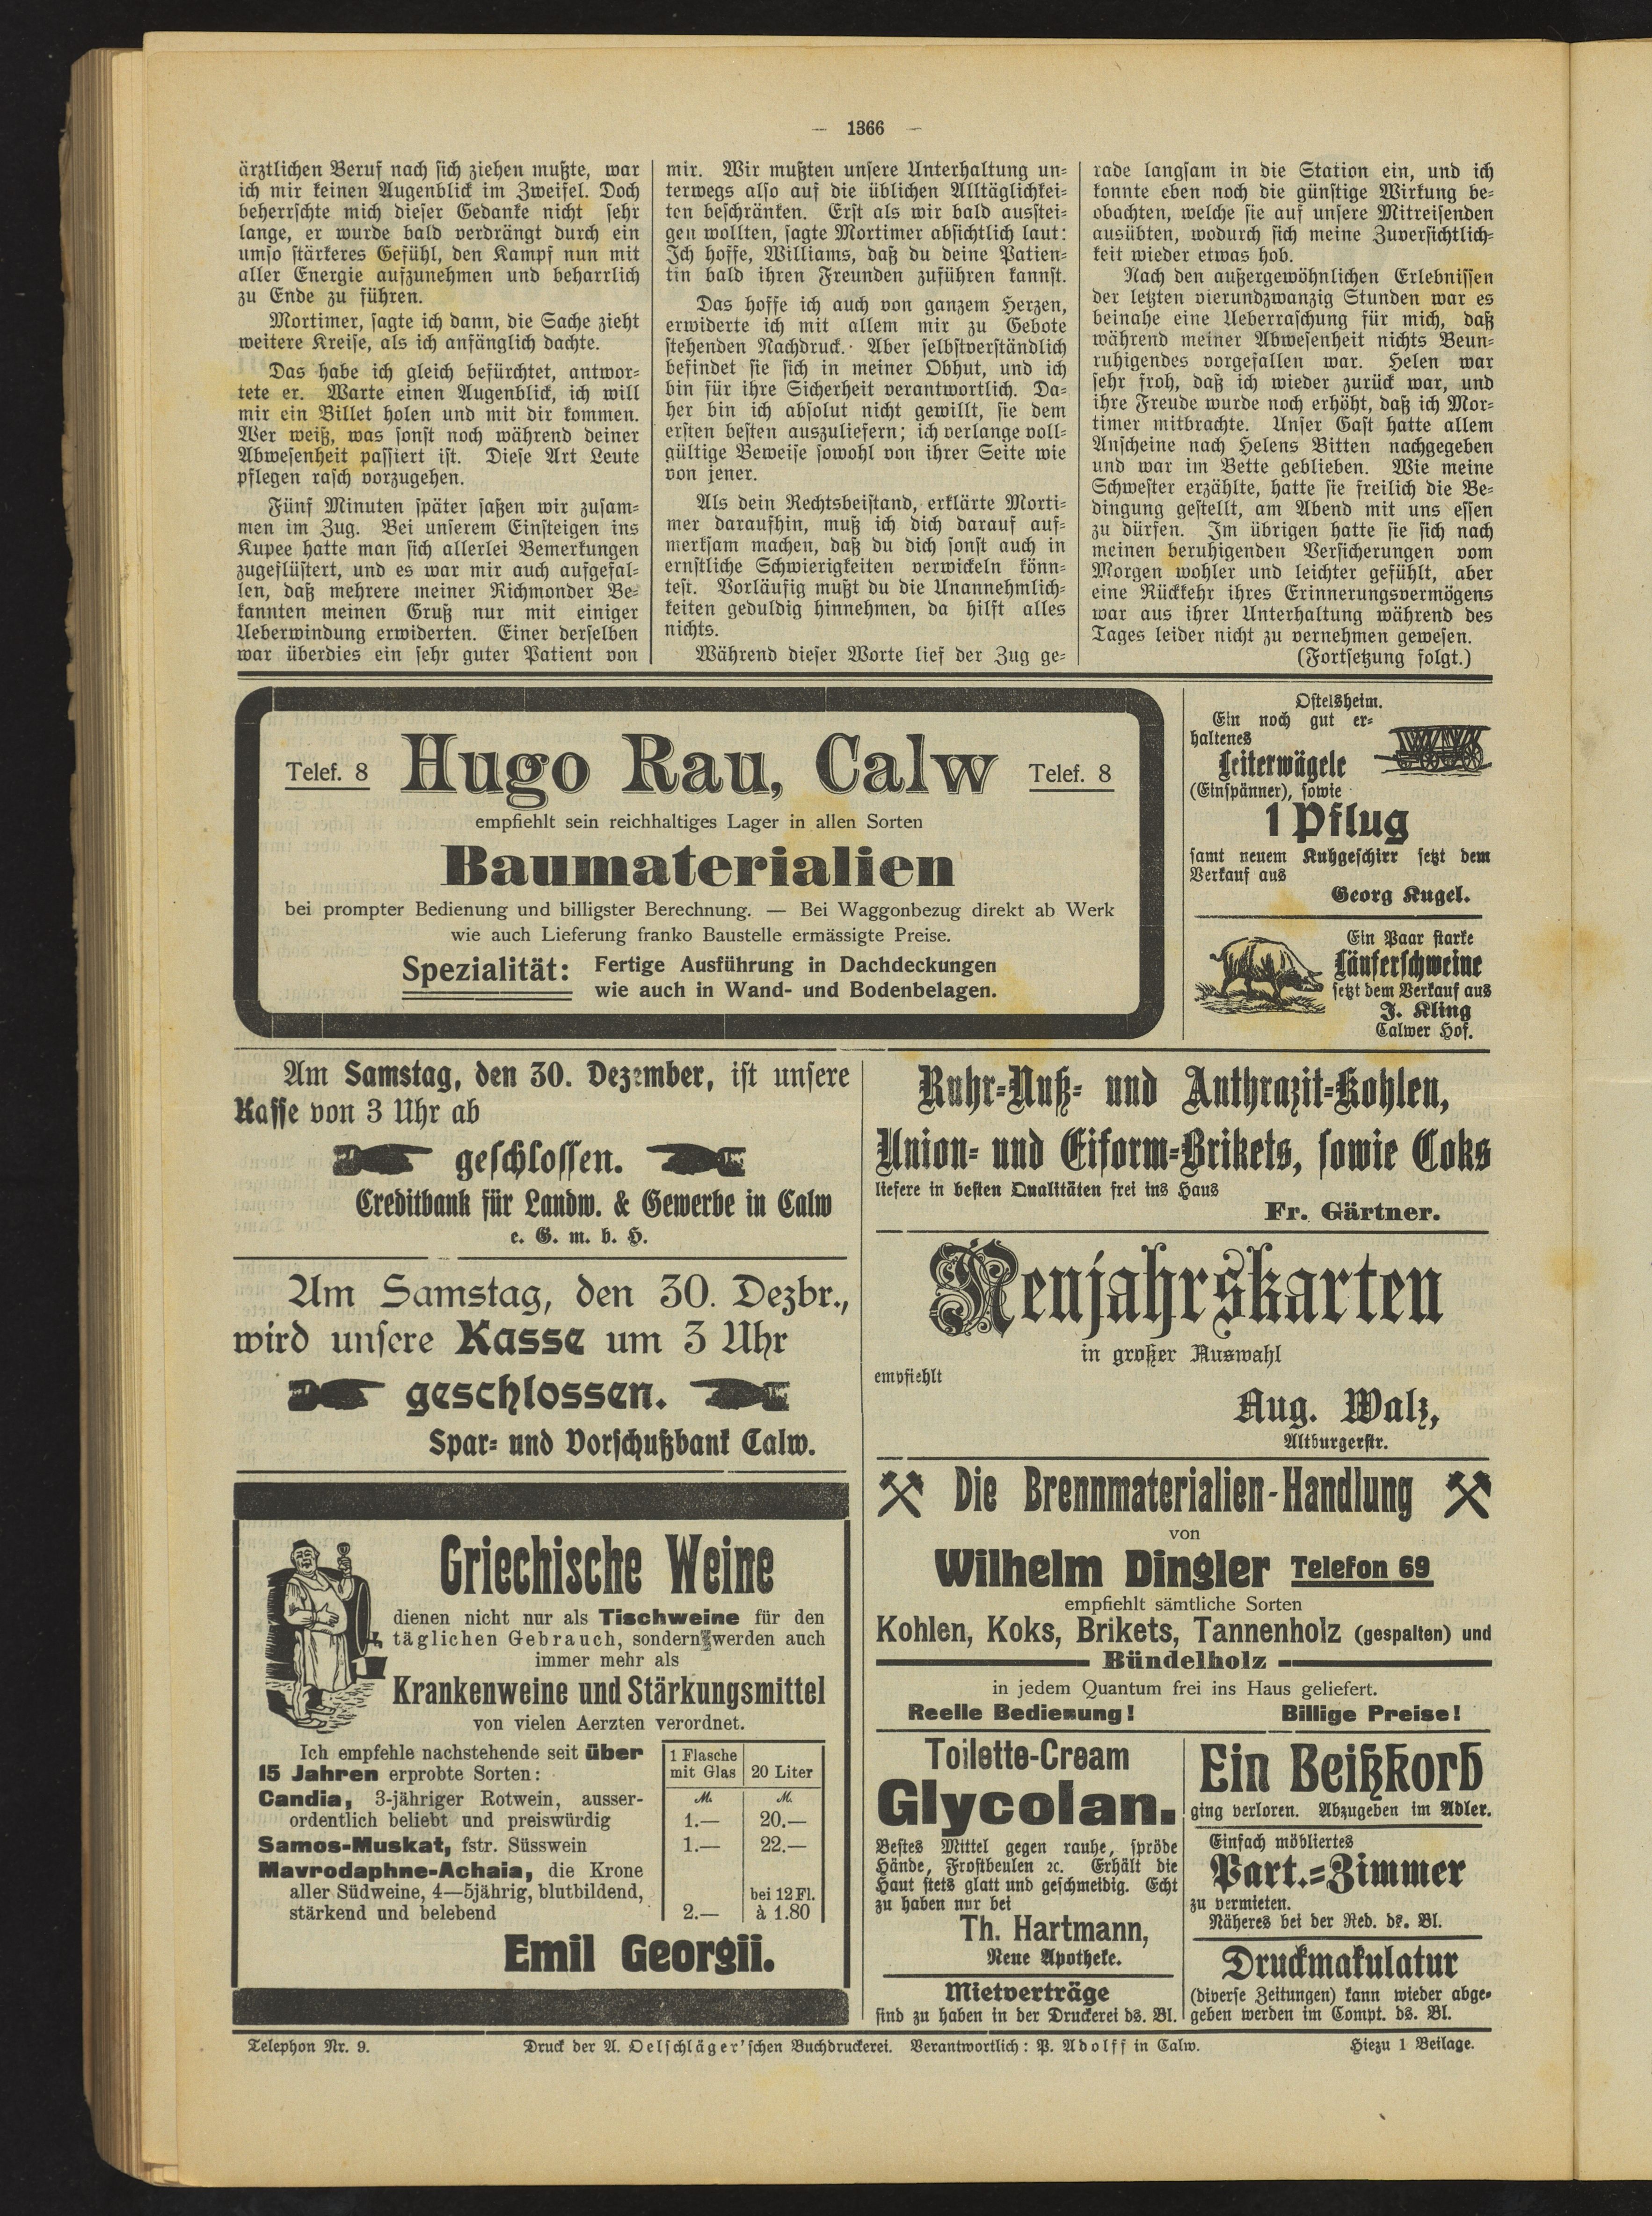 — 1366 —
ärztlichen Beruf nach sich ziehen mußte, war
ich mir keinen Augenblick im Zweifel. Doch
beherrschte mich dieser Gedanke nicht sehr
lange, er wurde bald verdrängt durch ein
umso stärkeres Gefühl, den Kampf nun mit
aller Energie aufzunehmen und beharrlich
zu Ende zu führen.
Mortimer, sagte ich dann, die Sache zieht
weitere Kreise, als ich anfänglich dachte.
Das habe ich gleich befürchtet, antwor-
tete er. Warte einen Augenblick, ich will
mir ein Billet holen und mit dir kommen.
Wer weiß, was sonst noch während deiner
Abwesenheit passiert ist. Diese Art Leute
pflegen rasch vorzugehen.
Fünf Minuten später saßen wir zusam-
men im Zug. Bei unserem Einsteigen ins
Kupee hatte man sich allerlei Bemerkungen
zugeflüstert, und es war mir auch aufgefal-
len, daß mehrere meiner Richmonder Be-
kannten meinen Gruß nur mit einiger
Ueberwindung erwiderten. Einer derselben
war überdies ein sehr guter Patient von
mir. Wir mußten unsere Unterhaltung un-
terwegs also auf die üblichen Alltäglichkei-
ten beschränken. Erst als wir bald ausstei-
gen wollten, sagte Mortimer absichtlich laut:
Ich hoffe, Williams, daß du deine Patien-
tin bald ihren Freunden zuführen kannst.
Das hoffe ich auch von ganzem Herzen,
erwiderte ich mit allem mir zu Gebote
stehenden Nachdruck. Aber selbstverständlich
befindet sie sich in meiner Obhut, und ich
bin für ihre Sicherheit verantwortlich. Da-
her bin ich absolut nicht gewillt, sie dem
ersten besten auszuliefern; ich verlange voll-
gültige Beweise sowohl von ihrer Seite wie
von jener.
Als dein Rechtsbeistand, erklärte Morti-
mer daraufhin, muß ich dich darauf auf-
merksam machen, daß du dich sonst auch in
ernstliche Schwierigkeiten verwickeln könn-
test. Vorläufig mußt du die Unannehmlich-
keiten geduldig hinnehmen, da hilft alles
nichts.
Während dieser Worte lief der Zug ge-
rade langsam in die Station ein, und ich
konnte eben noch die günstige Wirkung be-
obachten, welche sie auf unsere Mitreisenden
ausübten, wodurch sich meine Zuversichtlich-
keit wieder etwas hob.
Nach den außergewöhnlichen Erlebnissen
der letzten vierundzwanzig Stunden war es
beinahe eine Ueberraschung für mich, daß
während meiner Abwesenheit nichts Beun-
ruhigendes vorgefallen war. Helen war
sehr froh, daß ich wieder zurück war, und
ihre Freude wurde noch erhöht, daß ich Mor-
timer mitbrachte. Unser Gast hatte allem
Anscheine nach Helens Bitten nachgegeben
und war im Bette geblieben. Wie meine
Schwester erzählte, hatte sie freilich die Be-
dingung gestellt, am Abend mit uns essen
zu dürfen. Im übrigen hatte sie sich nach
meinen beruhigenden Versicherungen vom
Morgen wohler und leichter gefühlt, aber
eine Rückkehr ihres Erinnerungsvermögens
war aus ihrer Unterhaltung während des
Tages leider nicht zu vernehmen gewesen.
(Fortsetzung folgt.)
Telef. 8 Hugo Rau, Calw Telef. 8
empfiehlt sein reichhaltiges Lager in allen Sorten
Baumaterialien
bei prompter Bedienung und billigster Berechnung. — Bei Waggonbezug direkt ab Werk
wie auch Lieferung franko Baustelle ermässigte Preise.
Spezialität: Fertige Ausführung in Dachdeckungen
wie auch in Wand- und Bodenbelagen.
Ostelsheim.
Ein noch gut er-
haltenes
Leiterwägele
(Einspänner), sowie
1 Pflug
samt neuem Kuhgeschirr setzt dem
Verkauf aus
Georg Kugel.
Ein Paar starke
Läuferschweine
setzt dem Verkauf aus
J. Kling
Calwer Hof.
Am Samstag, den 30. Dezember, ist unsere
Kasse von 3 Uhr ab
geschlossen.
Creditbank für Landw. & Gewerbe in Calw
e. G. m. b. H.
Am Samstag, den 30. Dezbr.,
wird unsere Kasse um 3 Uhr
geschlossen.
Spar- und Vorschußbank Calw.
Griechische Weine
dienen nicht nur als Tischweine für den
täglichen Gebrauch, sondern werden auch
immer mehr als
Krankenweine und Stärkungsmittel
von vielen Aerzten verordnet.
Ich empfehle nachstehende seit über
15 Jahren erprobte Sorten:
1 Flasche mit Glas | 20 Liter
M. | M.
Candia, 3-jähriger Rotwein, ausser-
ordentlich beliebt und preiswürdig 1.— 20.—
Samos-Muskat, fstr. Süsswein 1.— 22.—
Mavrodaphne-Achaia, die Krone
aller Südweine, 4—5jährig, blutbildend, bei 12 Fl.
stärkend und belebend 2.— à 1.80
Emil Georgii.
Ruhr-Nuß- und Anthrazit-Kohlen,
Union- und Eiform-Brikets, sowie Coks
liefere in besten Qualitäten frei ins Haus
Fr. Gärtner.
Neujahrskarten
in großer Auswahl
empfiehlt
Aug. Walz,
Altburgerstr.
Die Brennmaterialien-Handlung
von
Wilhelm Dingler Telefon 69
empfiehlt sämtliche Sorten
Kohlen, Koks, Brikets, Tannenholz (gespalten) und
Bündelholz
in jedem Quantum frei ins Haus geliefert.
Reelle Bedienung! Billige Preise!
Toilette-Cream
Glycolan.
Bestes Mittel gegen rauhe, spröde
Hände, Frostbeulen ꝛc. Erhält die
Haut stets glatt und geschmeidig. Echt
zu haben nur bei
Th. Hartmann,
Neue Apotheke.
Mietverträge
sind zu haben in der Druckerei ds. Bl.
Ein Beißkorb
ging verloren. Abzugeben im Adler.
Einfach möbliertes
Part.-Zimmer
zu vermieten.
Näheres bei der Red. ds. Bl.
Druckmakulatur
(diverse Zeitungen) kann wieder abge-
geben werden im Compt. ds. Bl.
Telephon Nr. 9. Druck der A. Oelschläger'schen Buchdruckerei. Verantwortlich: P. Adolff in Calw. Hiezu 1 Beilage.